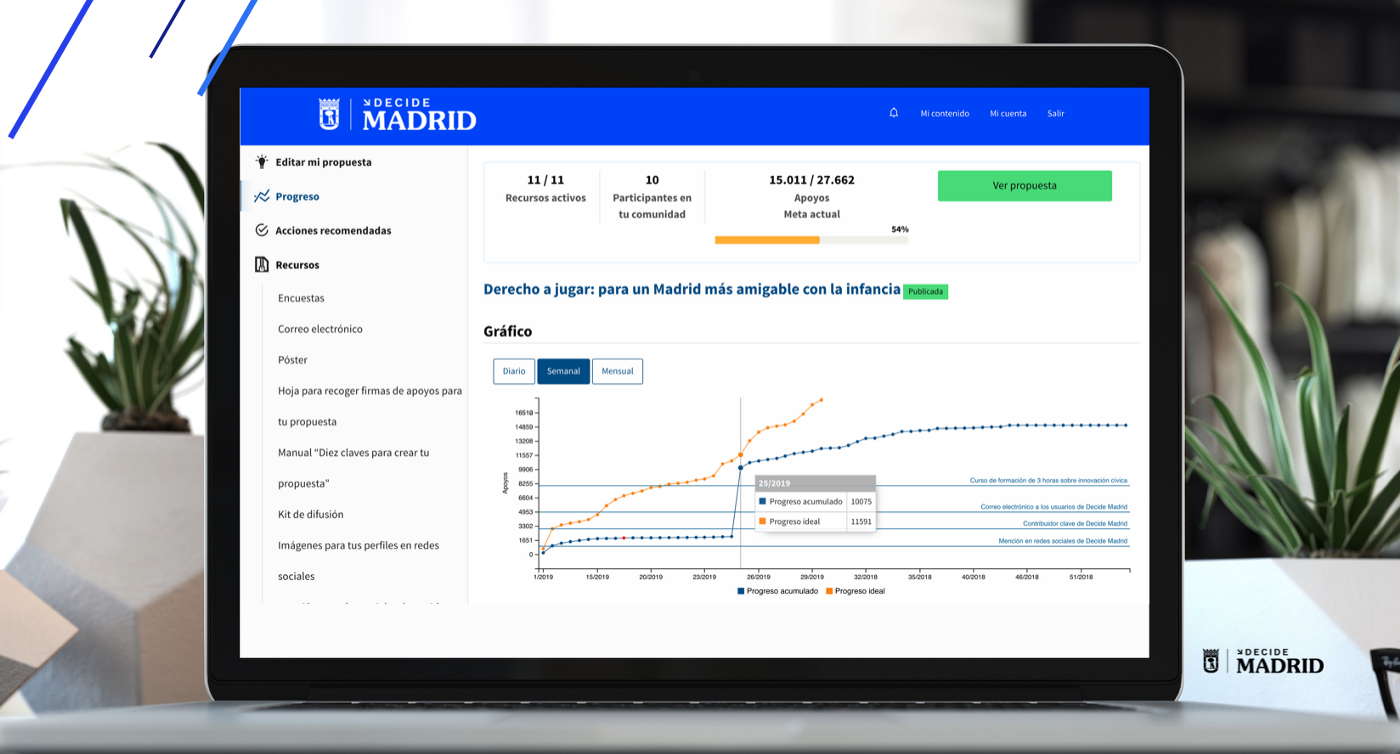 DECIDE
MADRID
Mi contenido
Mi cuenta
Salir
Editar mi propuesta
Progreso
Acciones recomendadas
Recursos
Encuestas
Correo electrónico
Póster
Hoja para recoger firmas de apoyos para
tu propuesta
Manual “Diez claves para crear tu
propuesta”
Kit de difusión
Imágenes para tus perfiles en redes
sociales
11 / 11
Recursos activos
10
Participantes en
tu comunidad
15.011 / 27.662
Apoyos
Meta actual
54%
Ver propuesta
Derecho a jugar: para un Madrid más amigable con la infancia
Publicada
Gráfico
Diario
Semanal
Mensual
Apoyos
16510
14859
13208
11557
9906
8255
6604
4953
3302
1651
0
25/2019
Progreso acumulado 10075
Progreso ideal 11591
Curso de formación de 3 horas sobre innovación cívica
Correo electrónico a los usuarios de Decide Madrid
Contribuidor clave de Decide Madrid
Mención en redes sociales de Decide Madrid
1/2019 15/2019 20/2019 23/2019 26/2019 29/2019 32/2018 35/2018 40/2018 46/2018 51/2018
Progreso acumulado Progreso ideal
DECIDE
MADRID